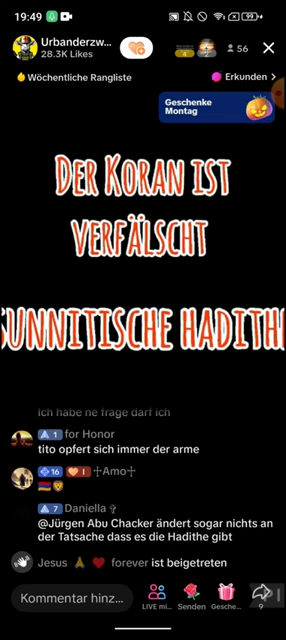 19:49
99
Urbanderzw...
28.3K Likes
56
Wöchentliche Rangliste
Erkunden >
Geschenke
Montag
DER KORAN IST
VERFÄLSCHT
SUNNITISCHE HADITHE
Ich habe ne frage darf ich
1 for Honor
tito opfert sich immer der arme
16 1 ☥Amo☥
🇦🇲🦁
7 Daniella ✞
@Jürgen Abu Chacker ändert sogar nichts an
der Tatsache dass es die Hadithe gibt
Jesus 🙏 ❤️ forever ist beigetreten
Kommentar hinz...
LIVE mi...
Senden
Gesche...
9